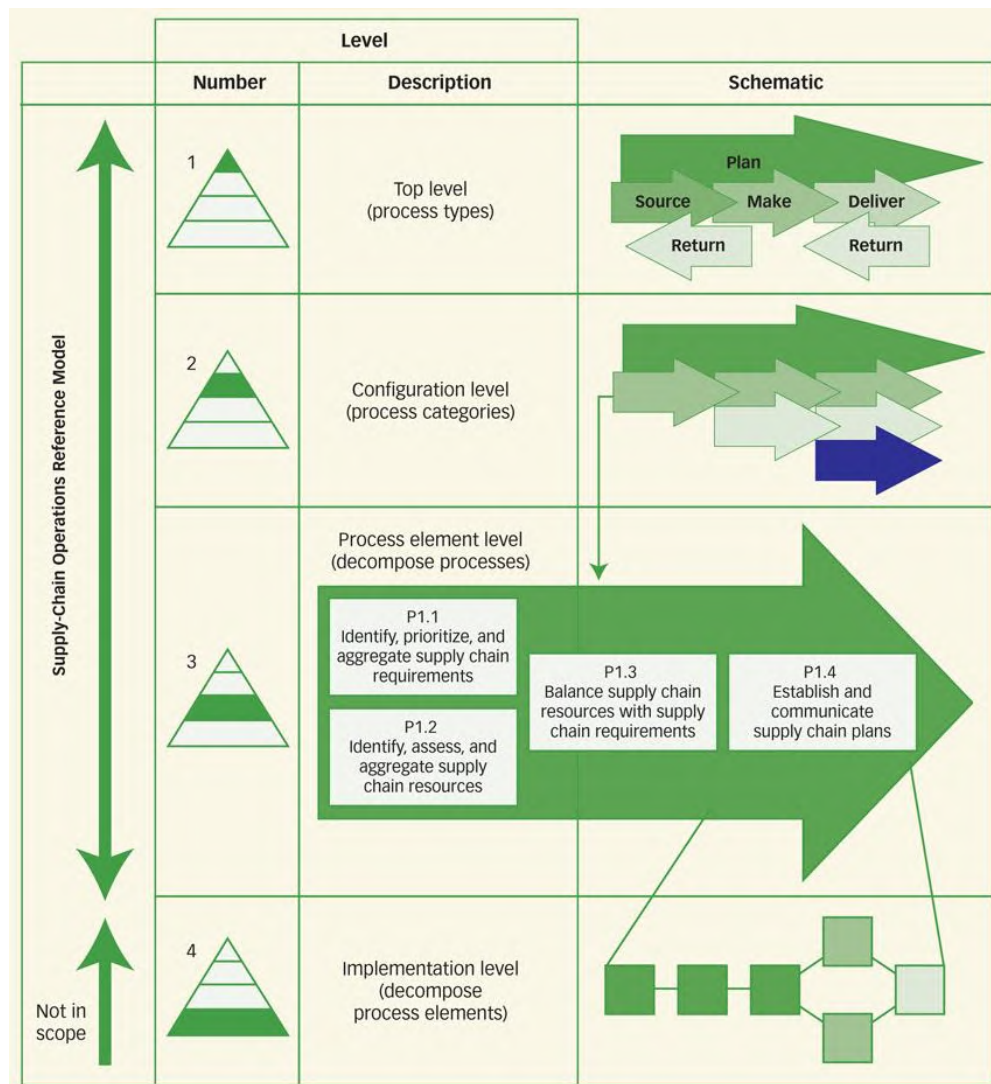 Level
Number
Description
Schematic
Supply-Chain Operations Reference Model
1
Top level
(process types)
Plan
Source
Make
Deliver
Return
Return
2
Configuration level
(process categories)
3
Process element level
(decompose processes)
P1.1
Identify, prioritize, and
aggregate supply chain
requirements
P1.2
Identify, assess, and
aggregate supply
chain resources
P1.3
Balance supply chain
resources with supply
chain requirements
P1.4
Establish and
communicate
supply chain plans
Not in
scope
4
Implementation level
(decompose
process elements)